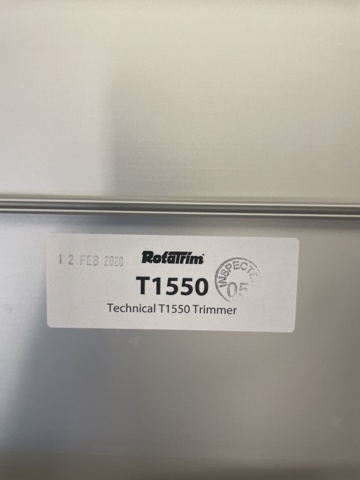 12 FEB 2020
RotaTrim
T1550
INSPECTED
05
Technical T1550 Trimmer